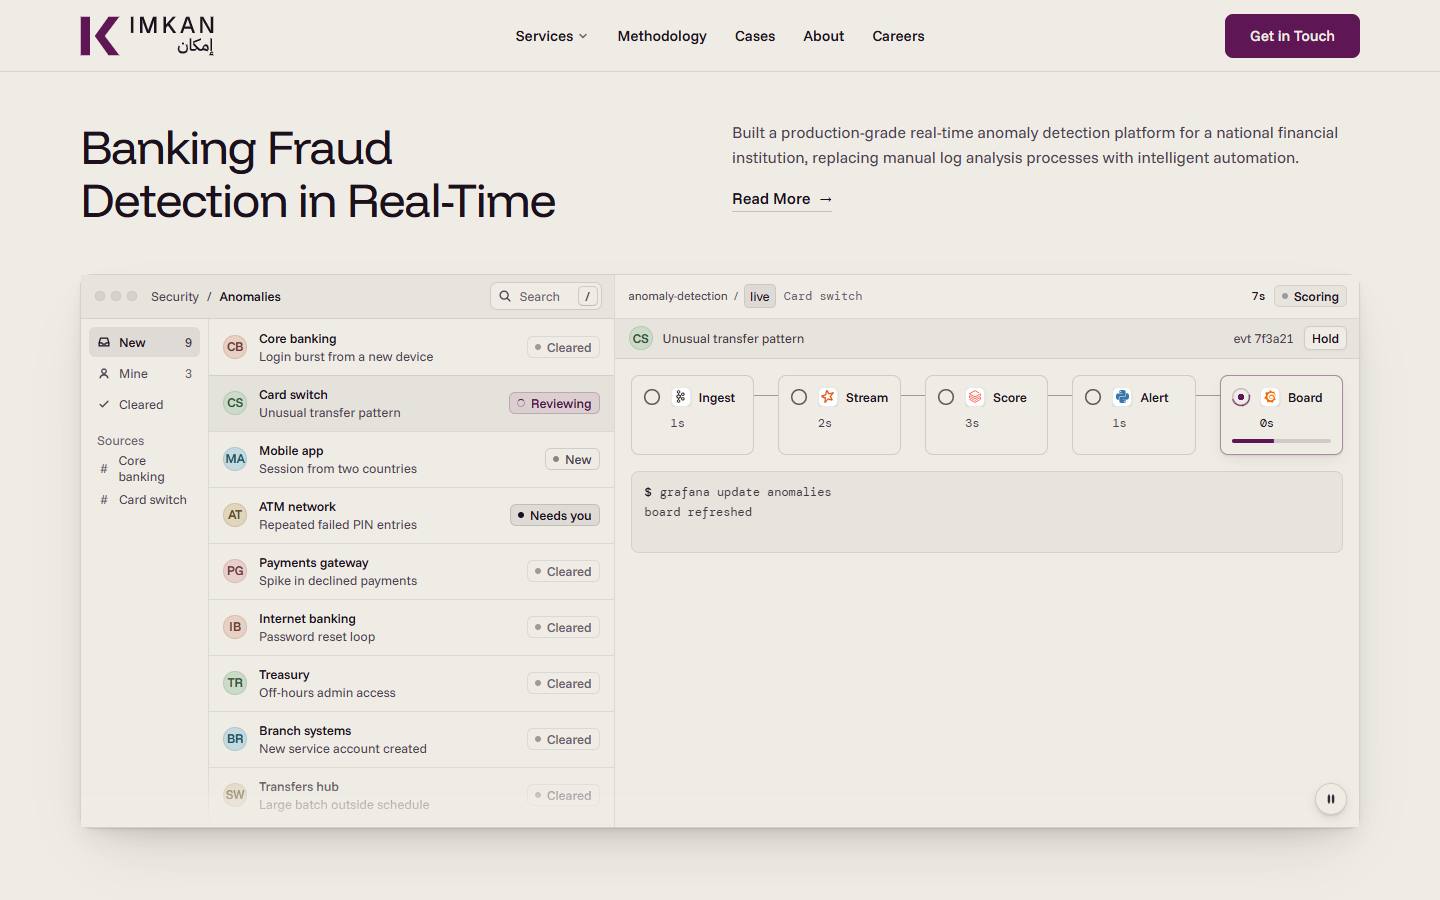 IMKAN
إمكان
Services
Methodology
Cases
About
Careers
Get in Touch
Banking Fraud
Detection in Real-Time
Built a production-grade real-time anomaly detection platform for a national financial
institution, replacing manual log analysis processes with intelligent automation.
Read More →
Security / Anomalies
Search /
New 9
Mine 3
Cleared
Sources
# Core
banking
# Card switch
CB
Core banking
Login burst from a new device
Cleared
CS
Card switch
Unusual transfer pattern
Reviewing
MA
Mobile app
Session from two countries
New
AT
ATM network
Repeated failed PIN entries
Needs you
PG
Payments gateway
Spike in declined payments
Cleared
IB
Internet banking
Password reset loop
Cleared
TR
Treasury
Off-hours admin access
Cleared
BR
Branch systems
New service account created
Cleared
SW
Transfers hub
Large batch outside schedule
Cleared
anomaly-detection / live Card switch
7s
Scoring
CS
Unusual transfer pattern
evt 7f3a21
Hold
Ingest
1s
Stream
2s
Score
3s
Alert
1s
Board
0s
$ grafana update anomalies
board refreshed